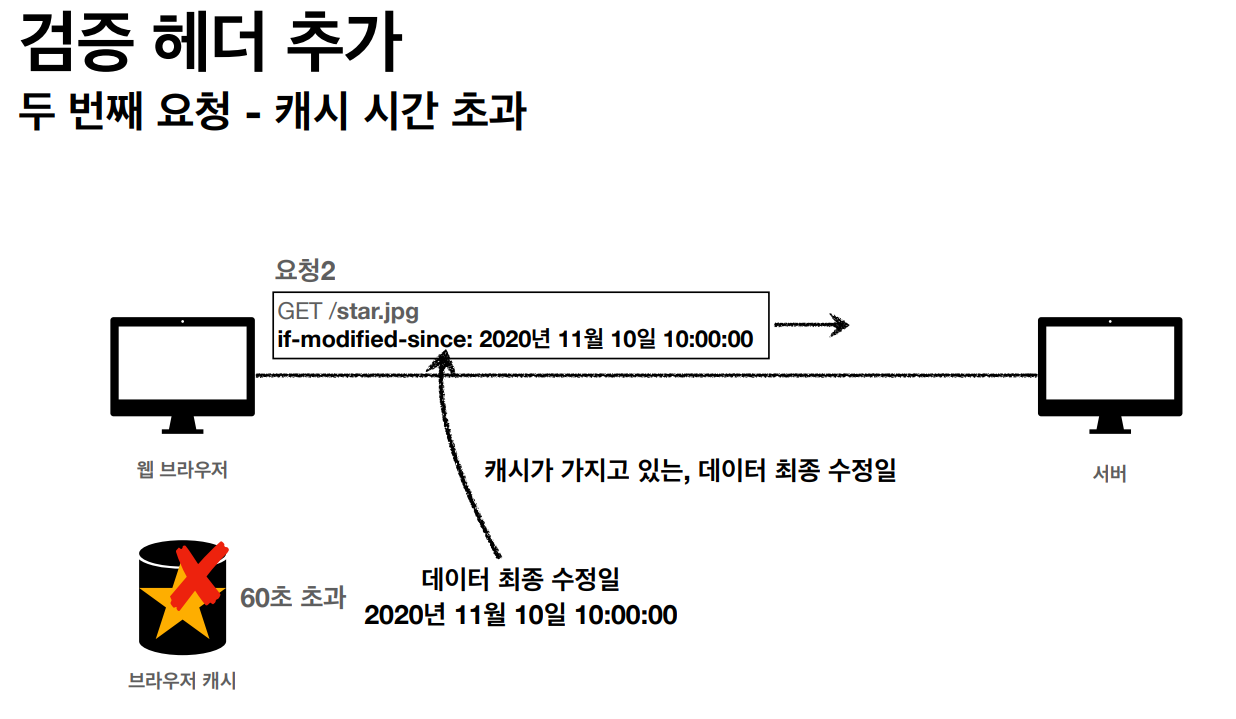 검증 헤더 추가
두 번째 요청 - 캐시 시간 초과
요청2
GET /star.jpg
if-modified-since: 2020년 11월 10일 10:00:00
웹 브라우저
캐시가 가지고 있는, 데이터 최종 수정일
서버
60초 초과
데이터 최종 수정일
2020년 11월 10일 10:00:00
브라우저 캐시